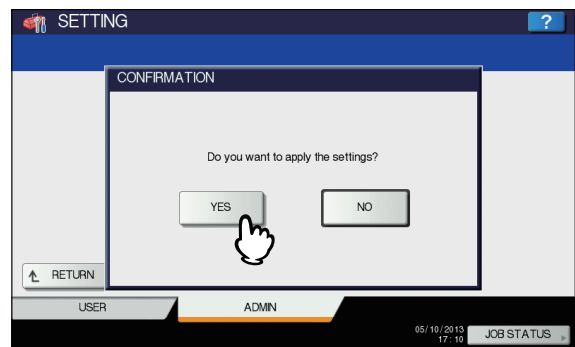 SETTING
?
CONFIRMATION
Do you want to apply the settings?
YES
NO
RETURN
USER
ADMIN
05/10/2013
17:10
JOB STATUS